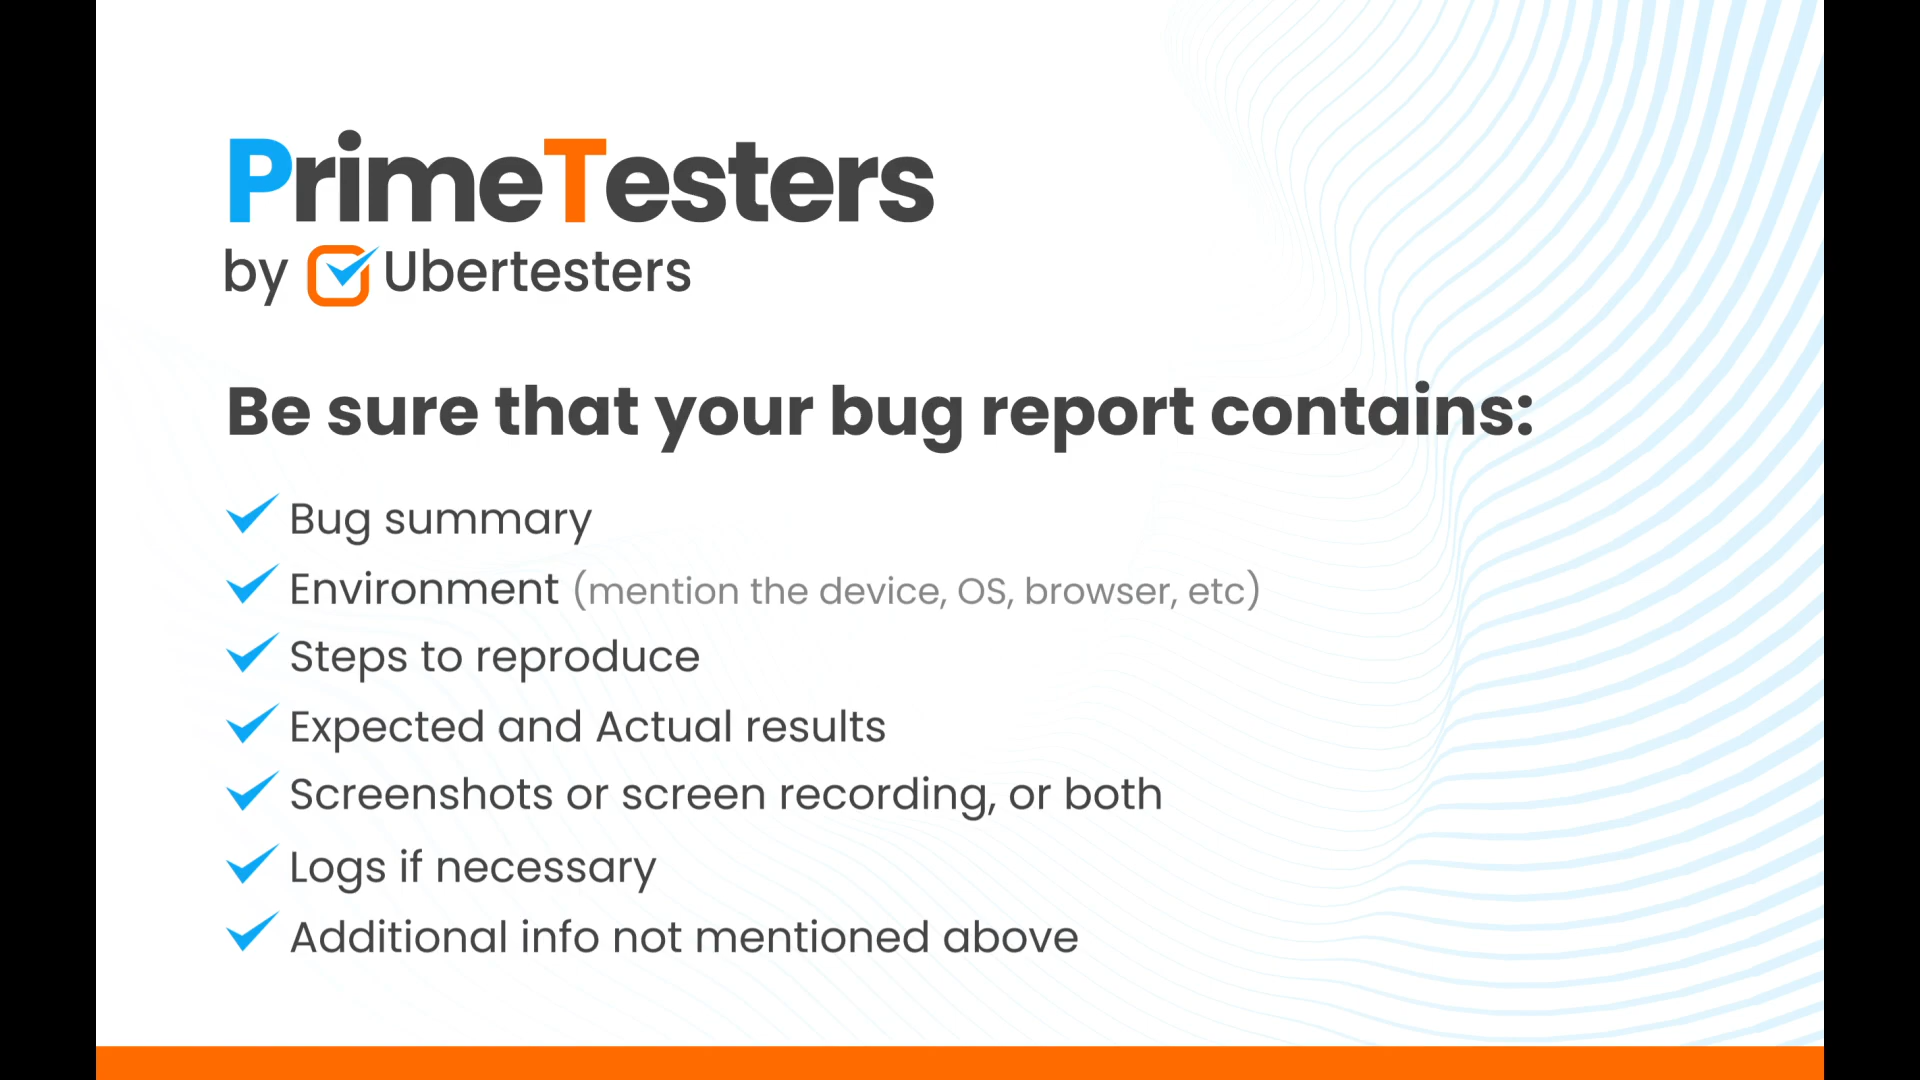 PrimeTesters
by Ubertesters
Be sure that your bug report contains:
Bug summary
Environment (mention the device, OS, browser, etc)
Steps to reproduce
Expected and Actual results
Screenshots or screen recording, or both
Logs if necessary
Additional info not mentioned above